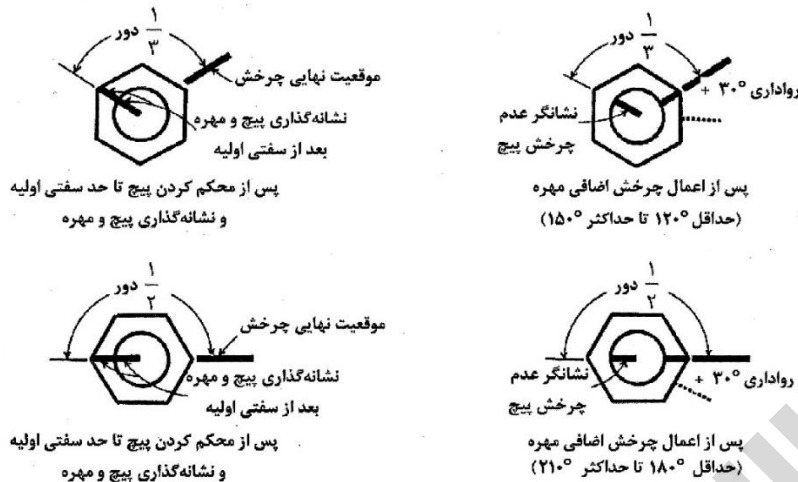 ۱/۳ دور
موقعیت نهایی چرخش
نشانه‌گذاری پیچ و مهره
بعد از سفتی اولیه
پس از محکم کردن پیچ تا حد سفتی اولیه
و نشانه‌گذاری پیچ و مهره
۱/۳ دور
رواداری °۳۰ +
نشانگر عدم
چرخش پیچ
پس از اعمال چرخش اضافی مهره
(حداقل °۱۲۰ تا حداکثر °۱۵۰)
۱/۲ دور
موقعیت نهایی چرخش
نشانه‌گذاری پیچ و مهره
بعد از سفتی اولیه
پس از محکم کردن پیچ تا حد سفتی اولیه
و نشانه‌گذاری پیچ و مهره
۱/۲ دور
رواداری °۳۰ +
نشانگر عدم
چرخش پیچ
پس از اعمال چرخش اضافی مهره
(حداقل °۱۸۰ تا حداکثر °۲۱۰)